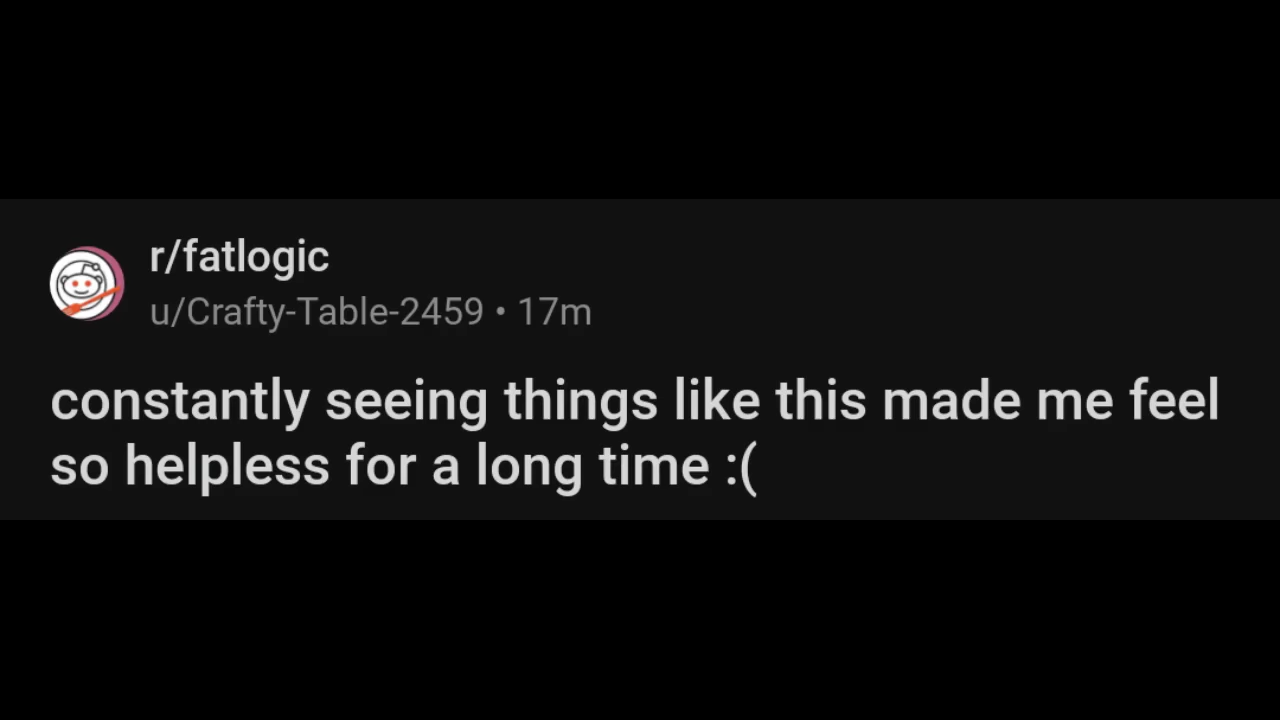 r/fatlogic
u/Crafty-Table-2459 • 17m
constantly seeing things like this made me feel
so helpless for a long time :(